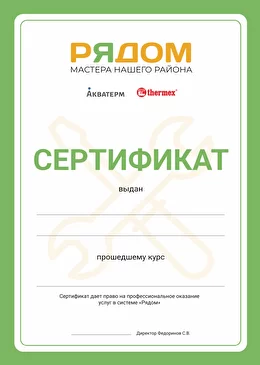 РЯДОМ
МАСТЕРА НАШЕГО РАЙОНА
АКВАТЕРМ thermex®
СЕРТИФИКАТ
выдан
прошедшему курс
Сертификат дает право на профессиональное оказание
услуг в системе «Рядом»
Директор Федоринов С.В.